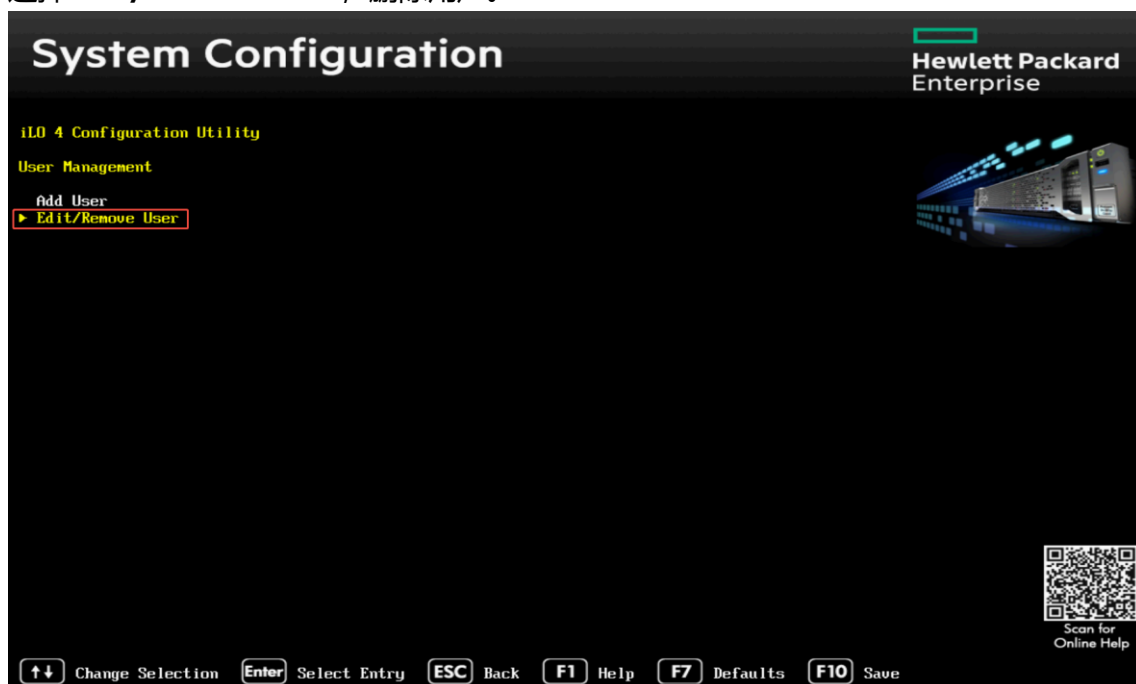 System Configuration
Hewlett Packard
Enterprise
iLO 4 Configuration Utility
User Management
Add User
Edit/Remove User
Scan for
Online Help
↑↓ Change Selection Enter Select Entry ESC Back F1 Help F7 Defaults F10 Save